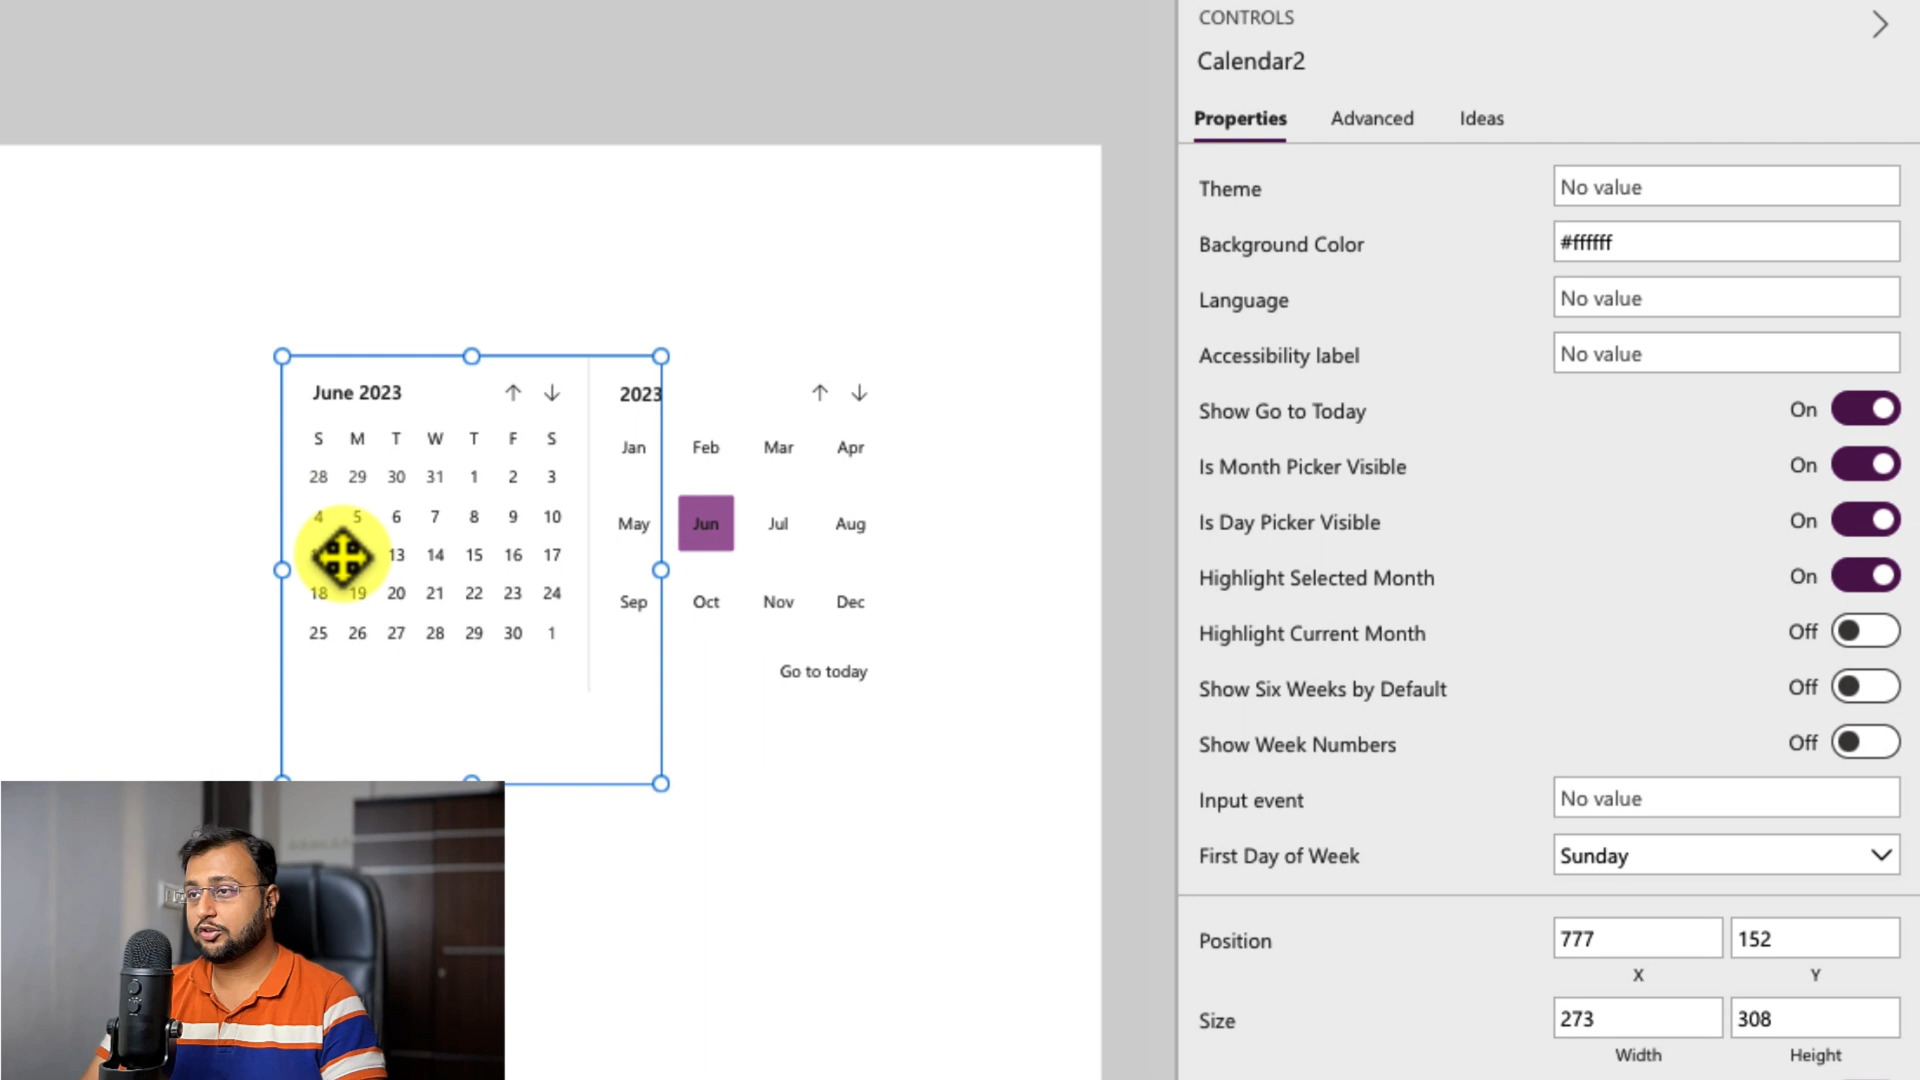 CONTROLS
Calendar2
Properties Advanced Ideas
Theme No value
Background Color #ffffff
Language No value
Accessibility label No value
Show Go to Today On
Is Month Picker Visible On
Is Day Picker Visible On
Highlight Selected Month On
Highlight Current Month Off
Show Six Weeks by Default Off
Show Week Numbers Off
Input event No value
First Day of Week Sunday
Position 777 152
X Y
Size 273 308
Width Height
June 2023
S M T W T F S
28 29 30 31 1 2 3
4 5 6 7 8 9 10
13 14 15 16 17
18 19 20 21 22 23 24
25 26 27 28 29 30 1
2023
Jan Feb Mar Apr
May Jun Jul Aug
Sep Oct Nov Dec
Go to today